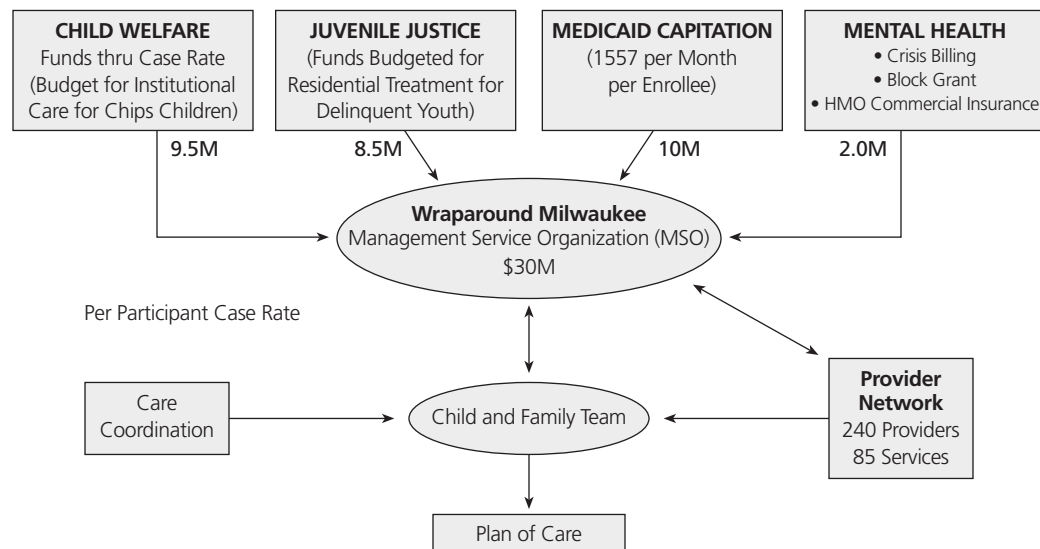 CHILD WELFARE
Funds thru Case Rate
(Budget for Institutional
Care for Chips Children)
JUVENILE JUSTICE
(Funds Budgeted for
Residential Treatment for
Delinquent Youth)
MEDICAID CAPITATION
(1557 per Month
per Enrollee)
MENTAL HEALTH
• Crisis Billing
• Block Grant
• HMO Commercial Insurance
9.5M
8.5M
10M
2.0M
Wraparound Milwaukee
Management Service Organization (MSO)
$30M
Per Participant Case Rate
Care
Coordination
Child and Family Team
Provider
Network
240 Providers
85 Services
Plan of Care